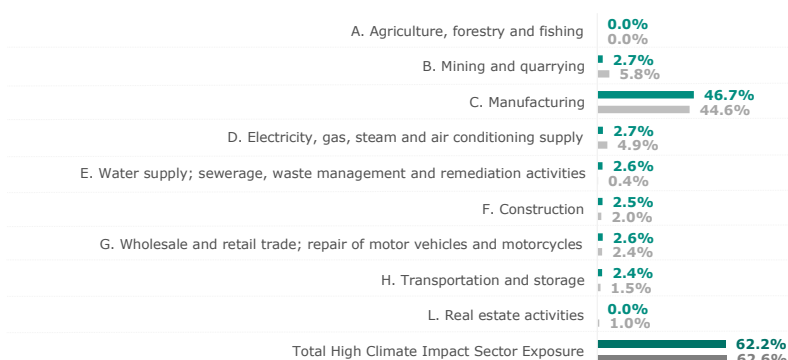 A. Agriculture, forestry and fishing
0.0%
0.0%
B. Mining and quarrying
2.7%
5.8%
C. Manufacturing
46.7%
44.6%
D. Electricity, gas, steam and air conditioning supply
2.7%
4.9%
E. Water supply; sewerage, waste management and remediation activities
2.6%
0.4%
F. Construction
2.5%
2.0%
G. Wholesale and retail trade; repair of motor vehicles and motorcycles
2.6%
2.4%
H. Transportation and storage
2.4%
1.5%
L. Real estate activities
0.0%
1.0%
Total High Climate Impact Sector Exposure
62.2%
62.6%